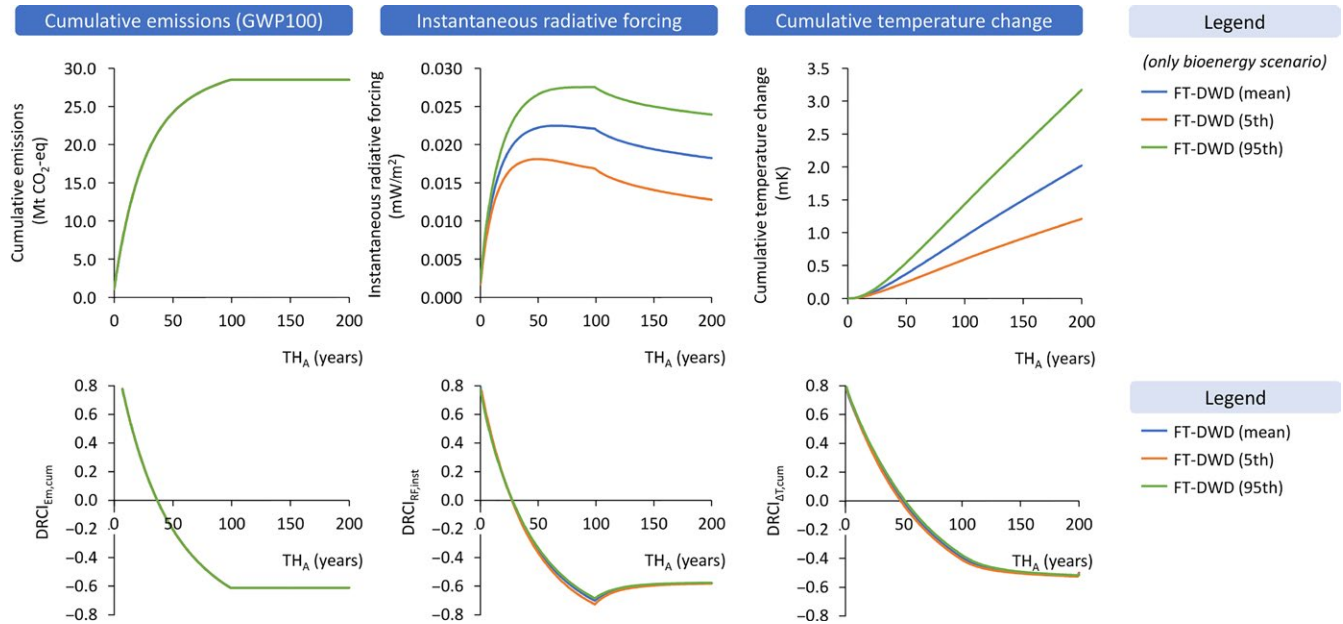 Cumulative emissions (GWP100)
Instantaneous radiative forcing
Cumulative temperature change
Legend
Cumulative emissions
(Mt CO₂-eq)
30.0
25.0
20.0
15.0
10.0
5.0
0.0
0 50 100 150 200
TH_A (years)
Instantaneous radiative forcing
(mW/m²)
0.030
0.025
0.020
0.015
0.010
0.005
0.000
0 50 100 150 200
TH_A (years)
Cumulative temperature change
(mK)
3.5
3.0
2.5
2.0
1.5
1.0
0.5
0.0
0 50 100 150 200
TH_A (years)
(only bioenergy scenario)
FT-DWD (mean)
FT-DWD (5th)
FT-DWD (95th)
DRCI_Em,cum
0.8
0.6
0.4
0.2
0.0
−0.2
−0.4
−0.6
−0.8
0 50 100 150 200
TH_A (years)
DRCI_RF,inst
0.8
0.6
0.4
0.2
0.0
−0.2
−0.4
−0.6
−0.8
0 50 100 150 200
TH_A (years)
DRCI_ΔT,cum
0.8
0.6
0.4
0.2
0.0
−0.2
−0.4
−0.6
−0.8
0 50 100 150 200
TH_A (years)
Legend
FT-DWD (mean)
FT-DWD (5th)
FT-DWD (95th)